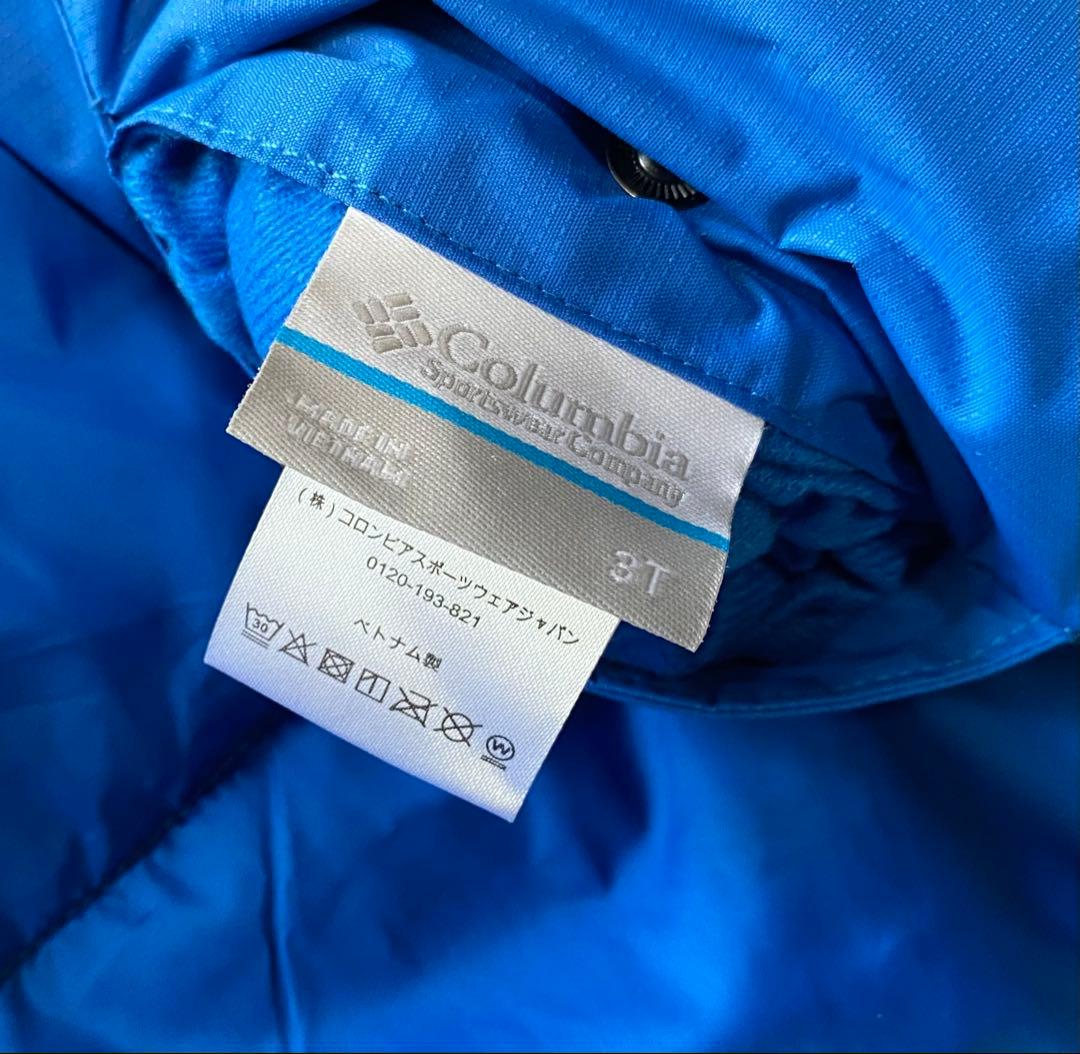 Columbia
Sportswear Company
MADE IN
VIETNAM
3T
(株)コロンビアスポーツウェアジャパン
0120-193-821
ベトナム製
30
W